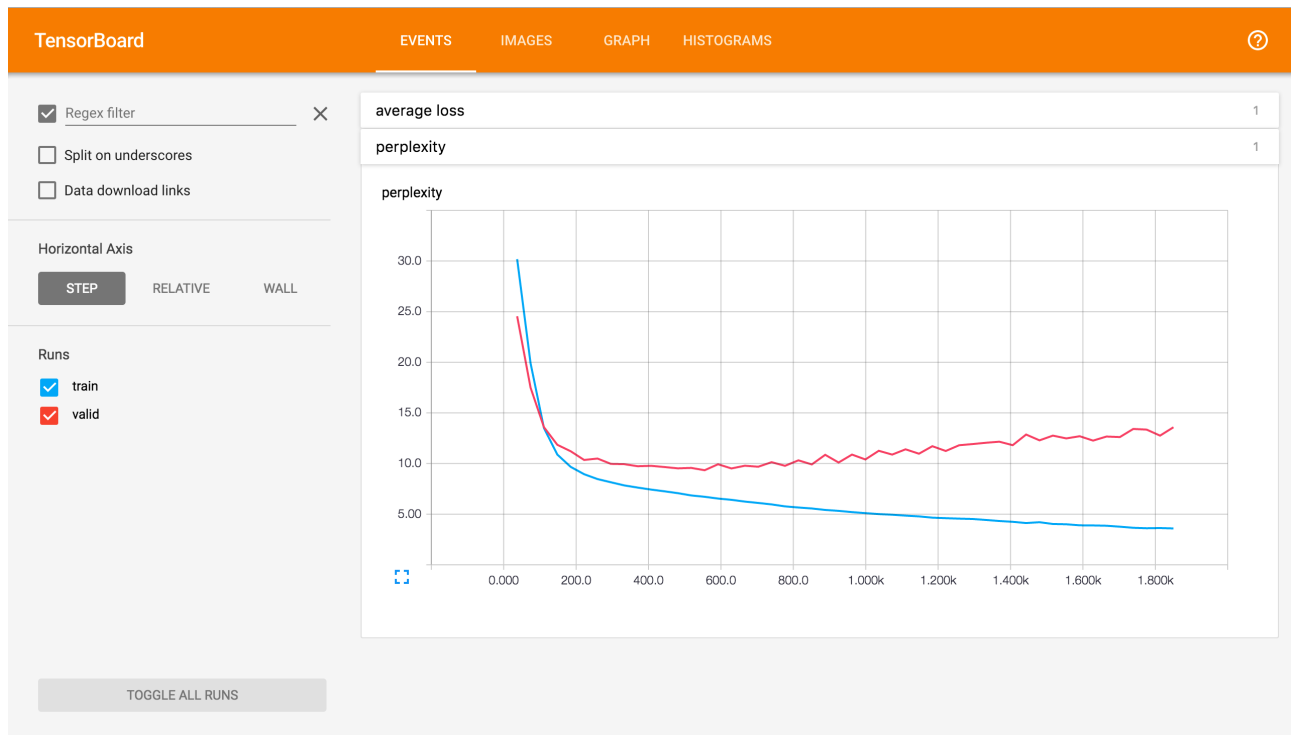 TensorBoard
EVENTS IMAGES GRAPH HISTOGRAMS
Regex filter
Split on underscores
Data download links
Horizontal Axis
STEP RELATIVE WALL
Runs
train
valid
TOGGLE ALL RUNS
average loss 1
perplexity 1
perplexity
30.0
25.0
20.0
15.0
10.0
5.00
0.000 200.0 400.0 600.0 800.0 1.000k 1.200k 1.400k 1.600k 1.800k